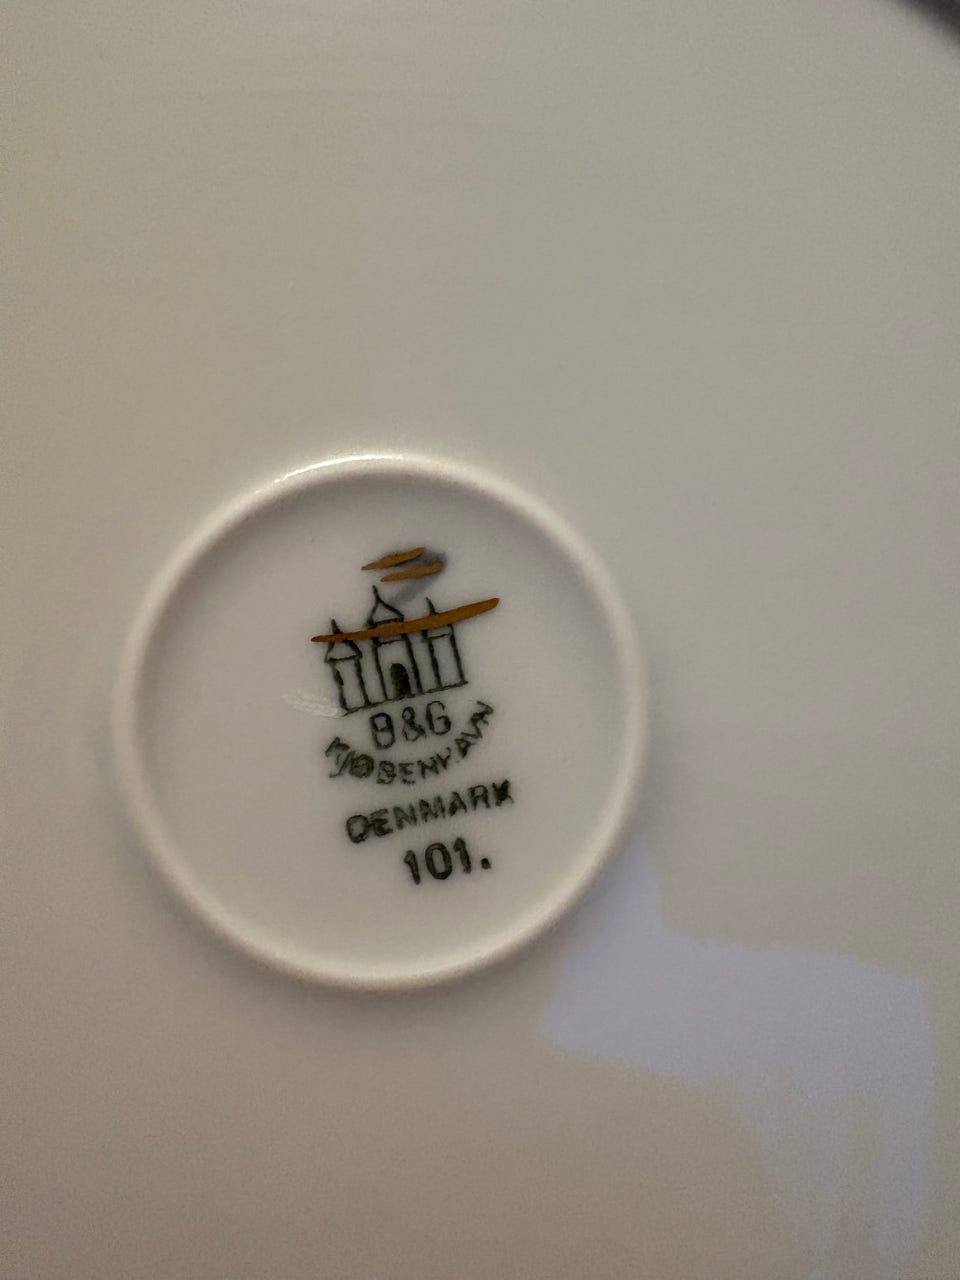 B&G
KJØBENHAVN
DENMARK
101.